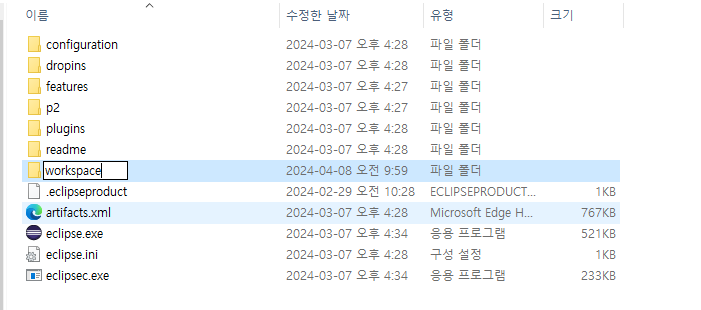 이름 수정한 날짜 유형 크기
configuration 2024-03-07 오후 4:28 파일 폴더
dropins 2024-03-07 오후 4:28 파일 폴더
features 2024-03-07 오후 4:27 파일 폴더
p2 2024-03-07 오후 4:27 파일 폴더
plugins 2024-03-07 오후 4:28 파일 폴더
readme 2024-03-07 오후 4:28 파일 폴더
workspace 2024-04-08 오전 9:59 파일 폴더
.eclipseproduct 2024-02-29 오전 10:28 ECLIPSEPRODUCT... 1KB
artifacts.xml 2024-03-07 오후 4:28 Microsoft Edge H... 767KB
eclipse.exe 2024-03-07 오후 4:34 응용 프로그램 521KB
eclipse.ini 2024-03-07 오후 4:28 구성 설정 1KB
eclipsec.exe 2024-03-07 오후 4:34 응용 프로그램 233KB